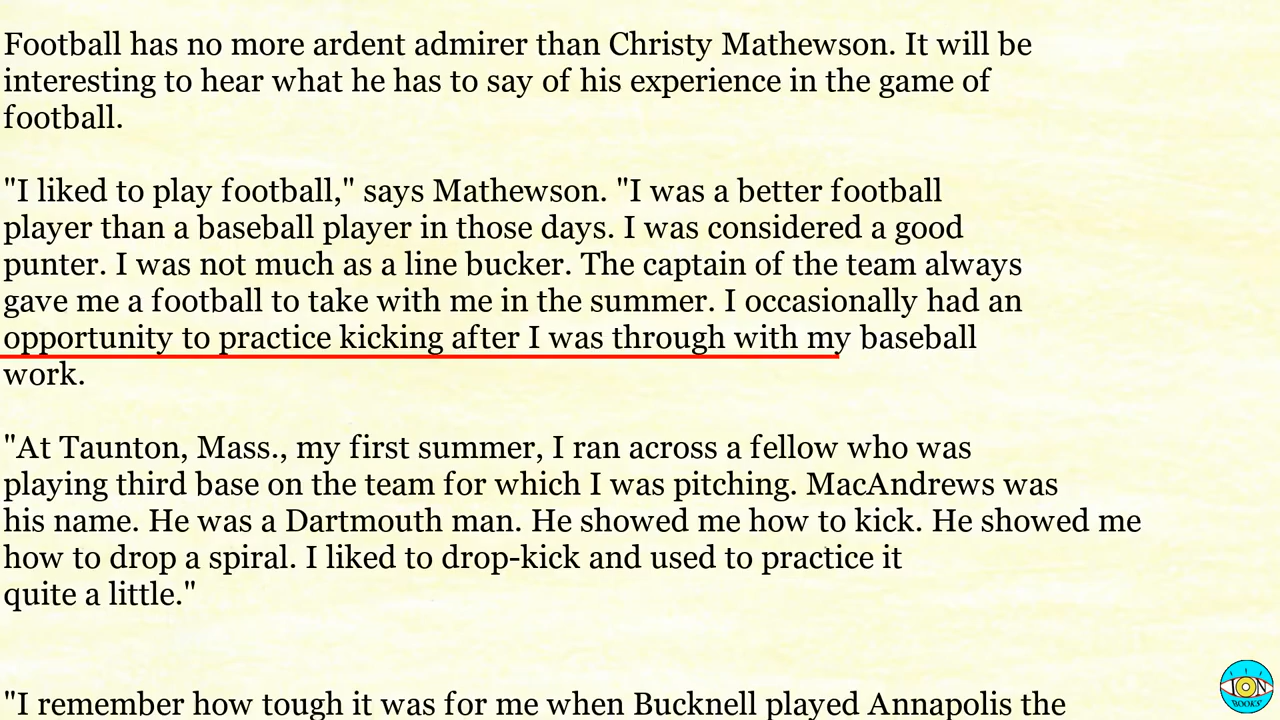 Football has no more ardent admirer than Christy Mathewson. It will be
interesting to hear what he has to say of his experience in the game of
football.
"I liked to play football," says Mathewson. "I was a better football
player than a baseball player in those days. I was considered a good
punter. I was not much as a line bucker. The captain of the team always
gave me a football to take with me in the summer. I occasionally had an
opportunity to practice kicking after I was through with my baseball
work.
"At Taunton, Mass., my first summer, I ran across a fellow who was
playing third base on the team for which I was pitching. MacAndrews was
his name. He was a Dartmouth man. He showed me how to kick. He showed me
how to drop a spiral. I liked to drop-kick and used to practice it
quite a little."
"I remember how tough it was for me when Bucknell played Annapolis the
LION
BOOKS